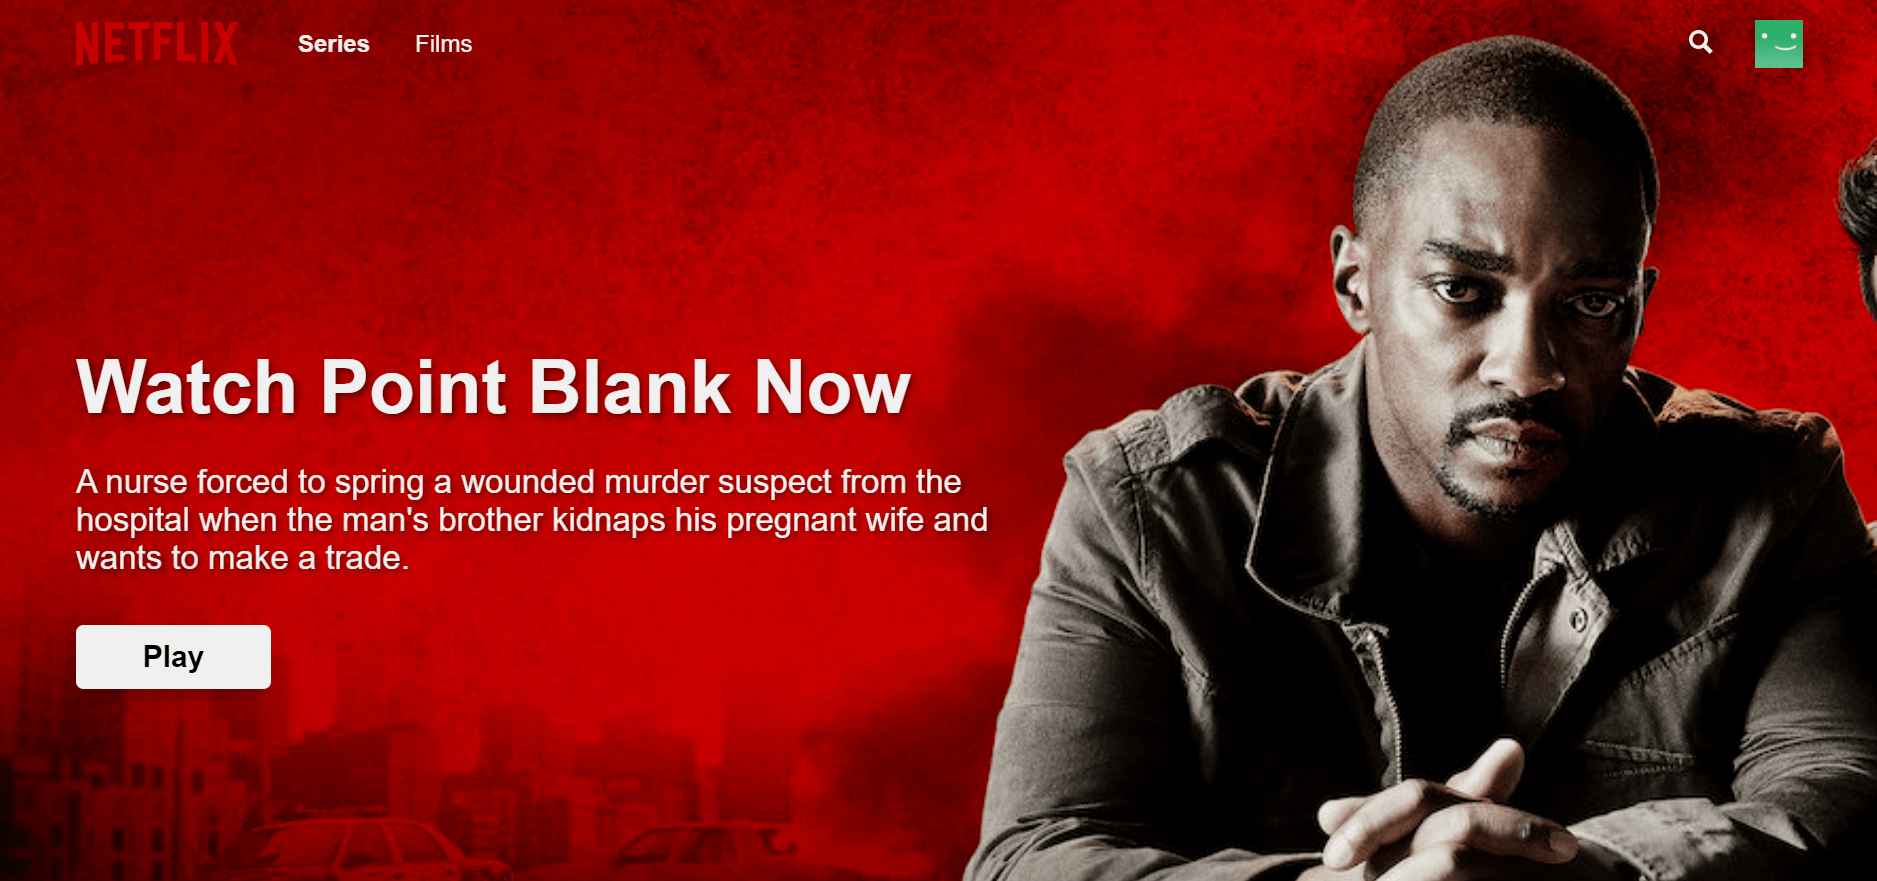 NETFLIX
Series
Films
Watch Point Blank Now
A nurse forced to spring a wounded murder suspect from the
hospital when the man's brother kidnaps his pregnant wife and
wants to make a trade.
Play